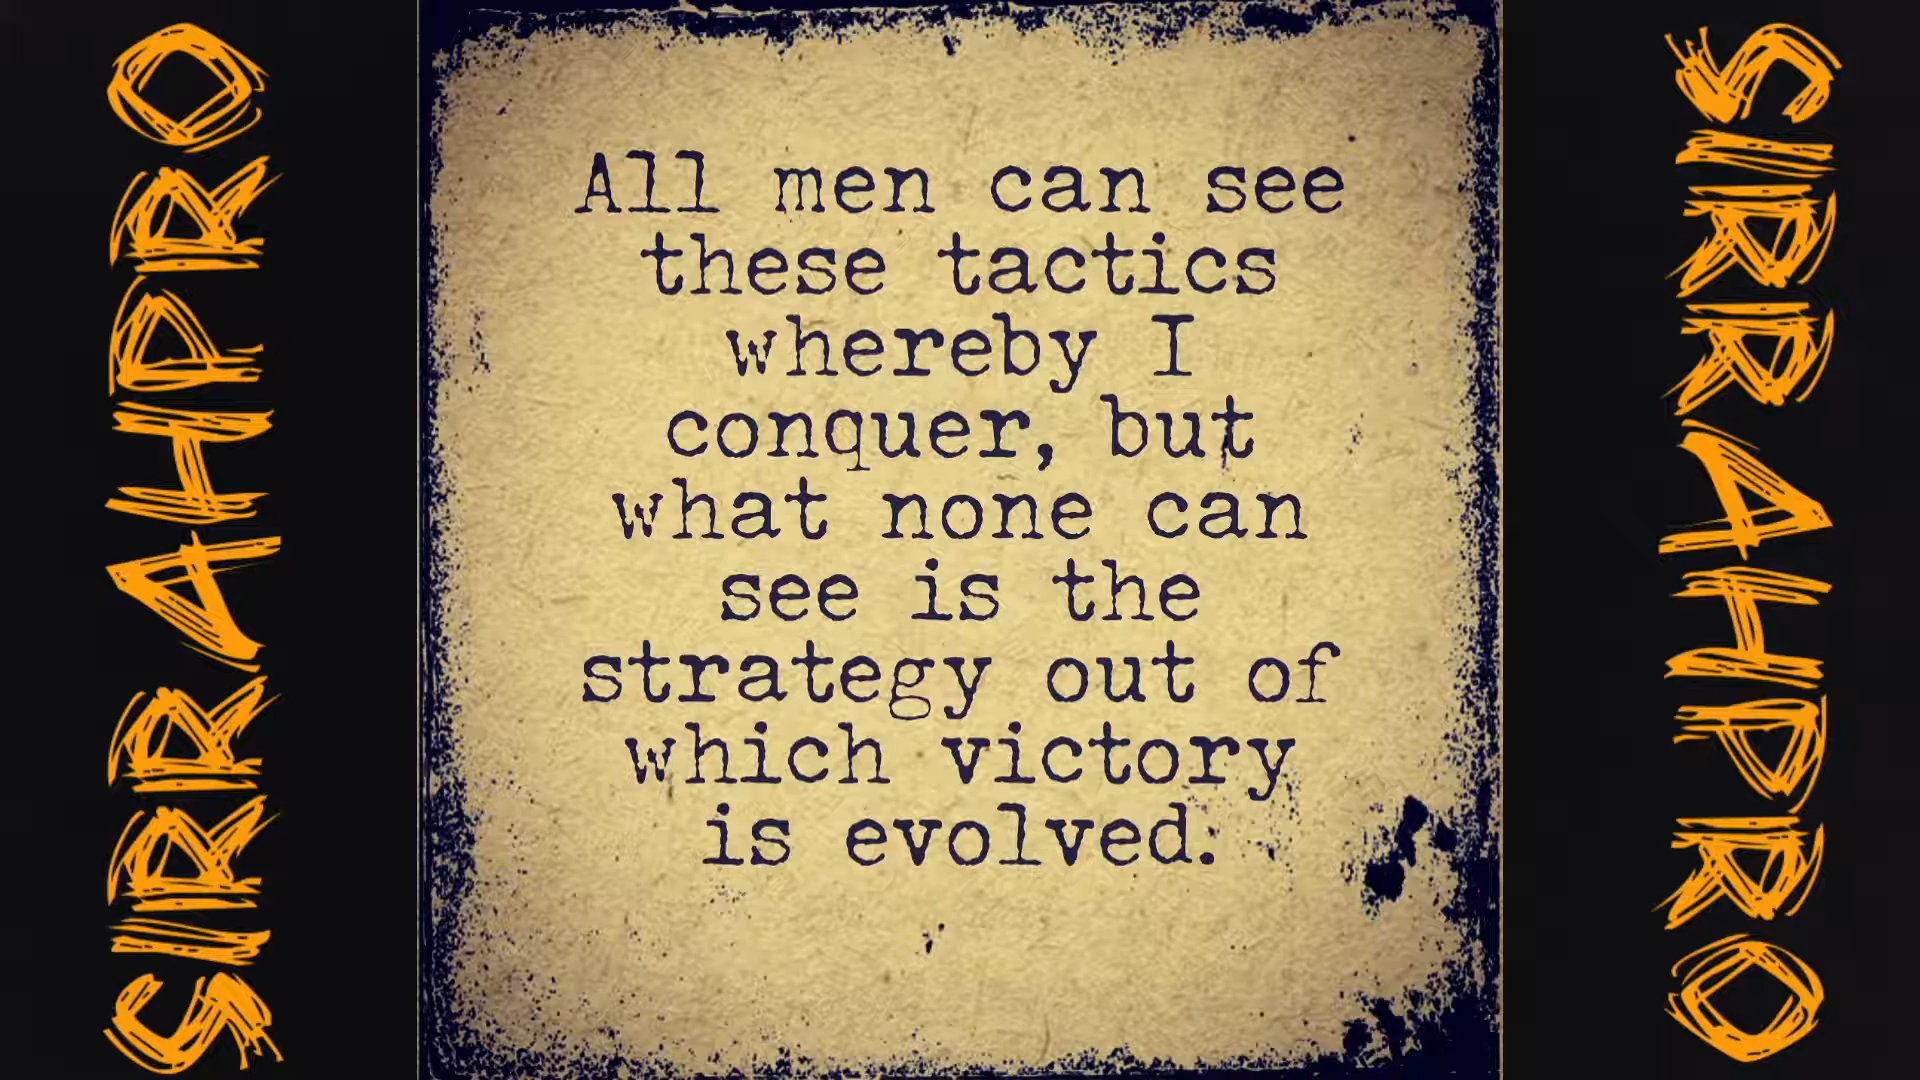 SIRRAHPRO
All men can see
these tactics
whereby I
conquer, but
what none can
see is the
strategy out of
which victory
is evolved.
SIRRAHPRO